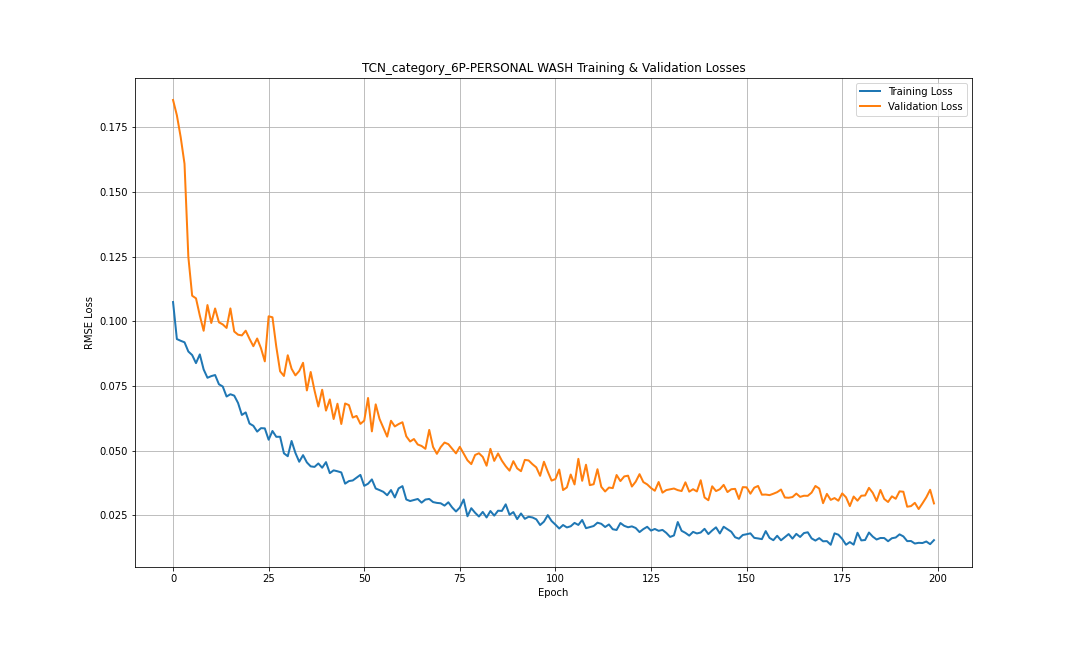 TCN_category_6P-PERSONAL WASH Training & Validation Losses
Training Loss
Validation Loss
RMSE Loss
0.175
0.150
0.125
0.100
0.075
0.050
0.025
0 25 50 75 100 125 150 175 200
Epoch